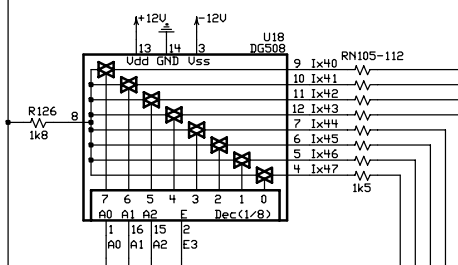 +12V -12V
U18
13 14 3 DG508
Vdd GND Vss
RN105-112
9 Ix40
10 Ix41
11 Ix42
12 Ix43
R126
8
1k8
7 Ix44
6 Ix45
5 Ix46
4 Ix47
1k5
7 6 5 4 3 2 1 0
A0 A1 A2 E Dec(1/8)
1 16 15 2
A0 A1 A2 E3